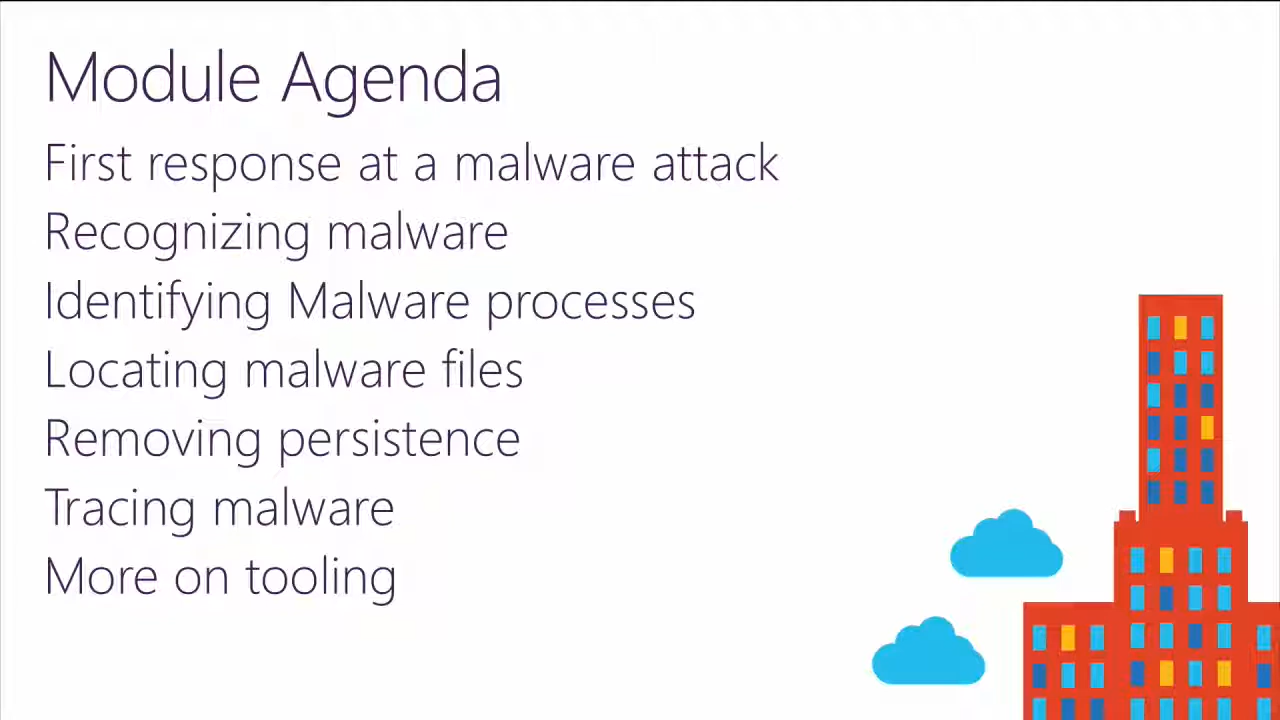 Module Agenda
First response at a malware attack
Recognizing malware
Identifying Malware processes
Locating malware files
Removing persistence
Tracing malware
More on tooling